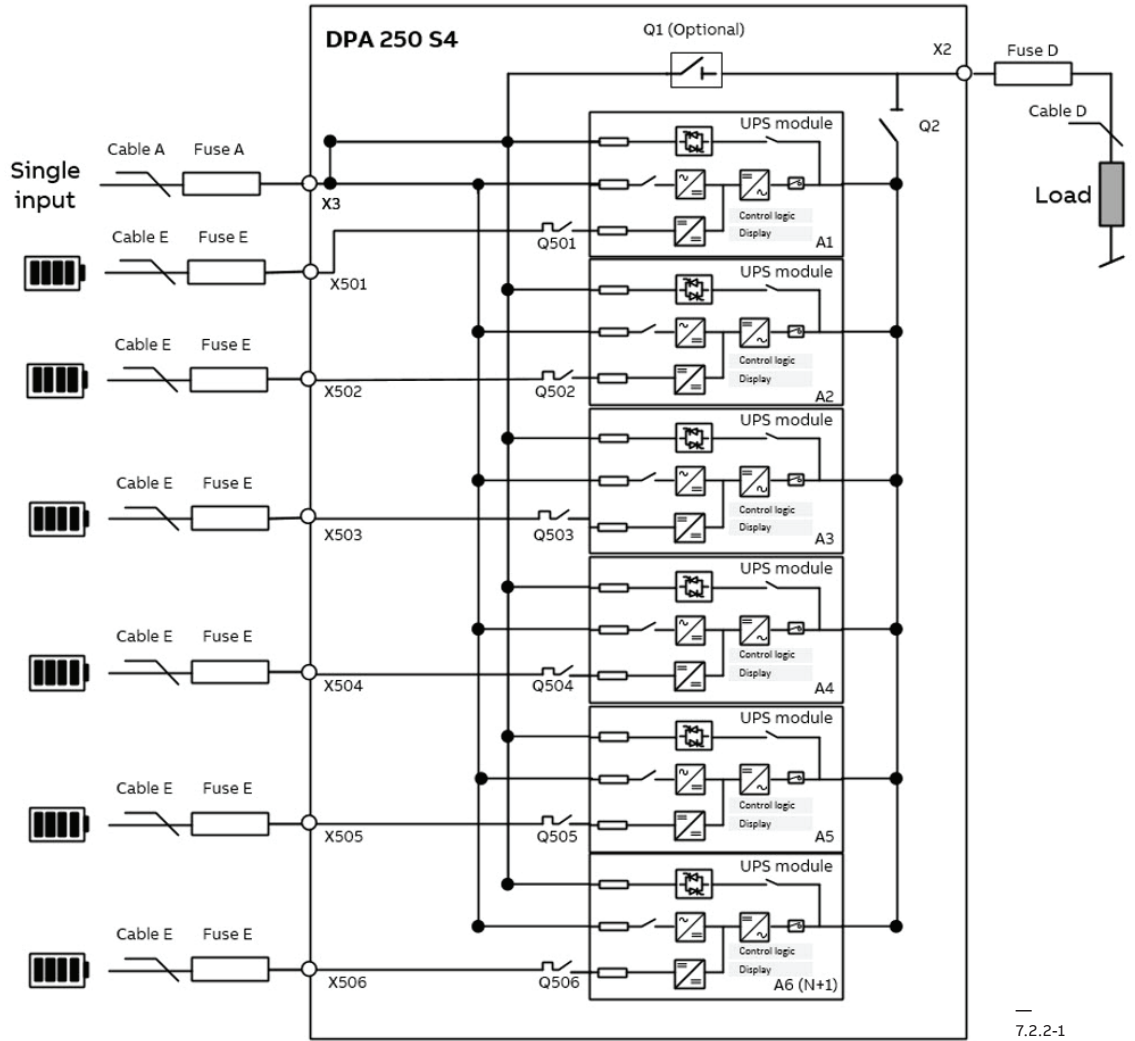 DPA 250 S4
Q1 (Optional)
X2
Fuse D
Cable D
Q2
Load
Single
input
Cable A
Fuse A
X3
UPS module
Control logic
Display
A1
Cable E
Fuse E
X501
Q501
UPS module
Control logic
Display
A2
Cable E
Fuse E
X502
Q502
UPS module
Control logic
Display
A3
Cable E
Fuse E
X503
Q503
UPS module
Control logic
Display
A4
Cable E
Fuse E
X504
Q504
UPS module
Control logic
Display
A5
Cable E
Fuse E
X505
Q505
UPS module
Control logic
Display
A6 (N+1)
Cable E
Fuse E
X506
Q506
7.2.2-1